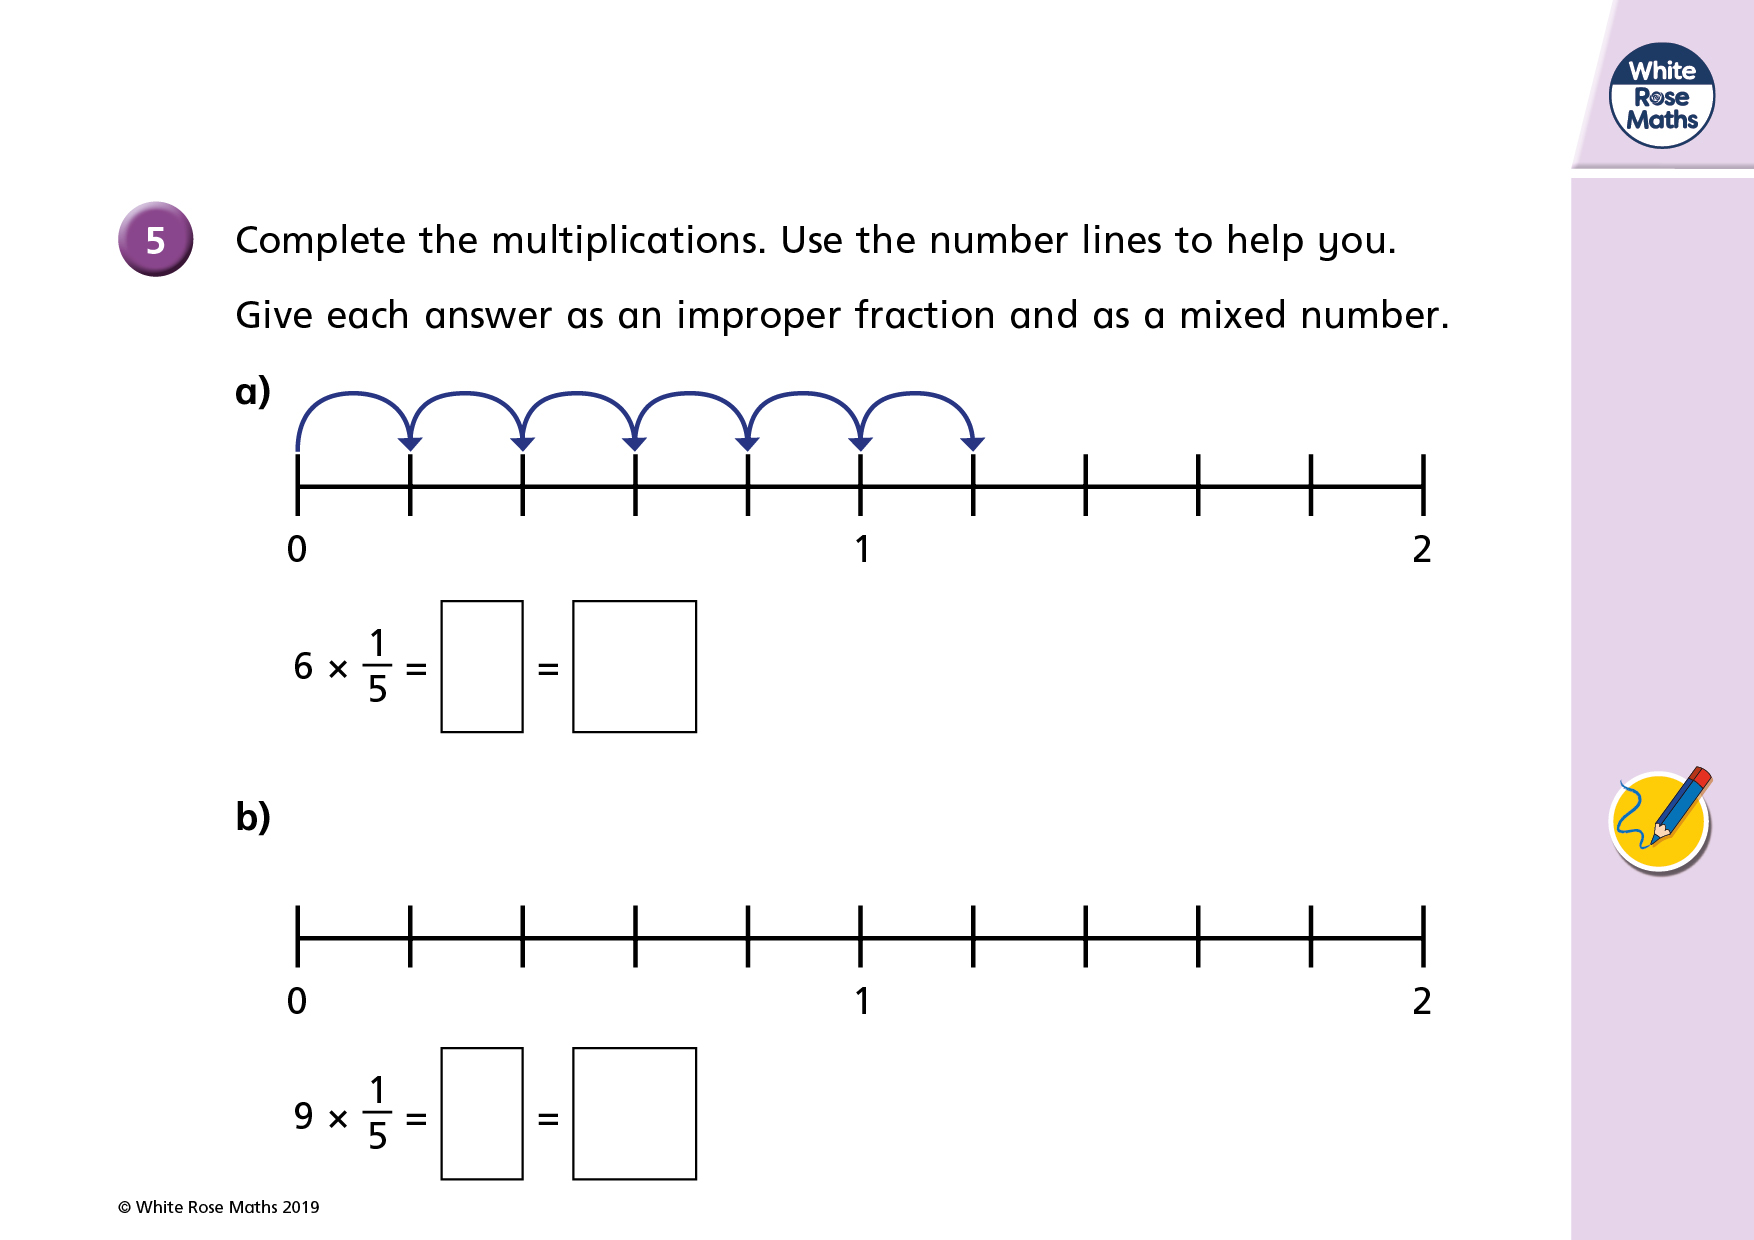 White
Rose
Maths
5 Complete the multiplications. Use the number lines to help you.
Give each answer as an improper fraction and as a mixed number.
a)
0 1 2
6 × 1/5 = =
b)
0 1 2
9 × 1/5 = =
© White Rose Maths 2019